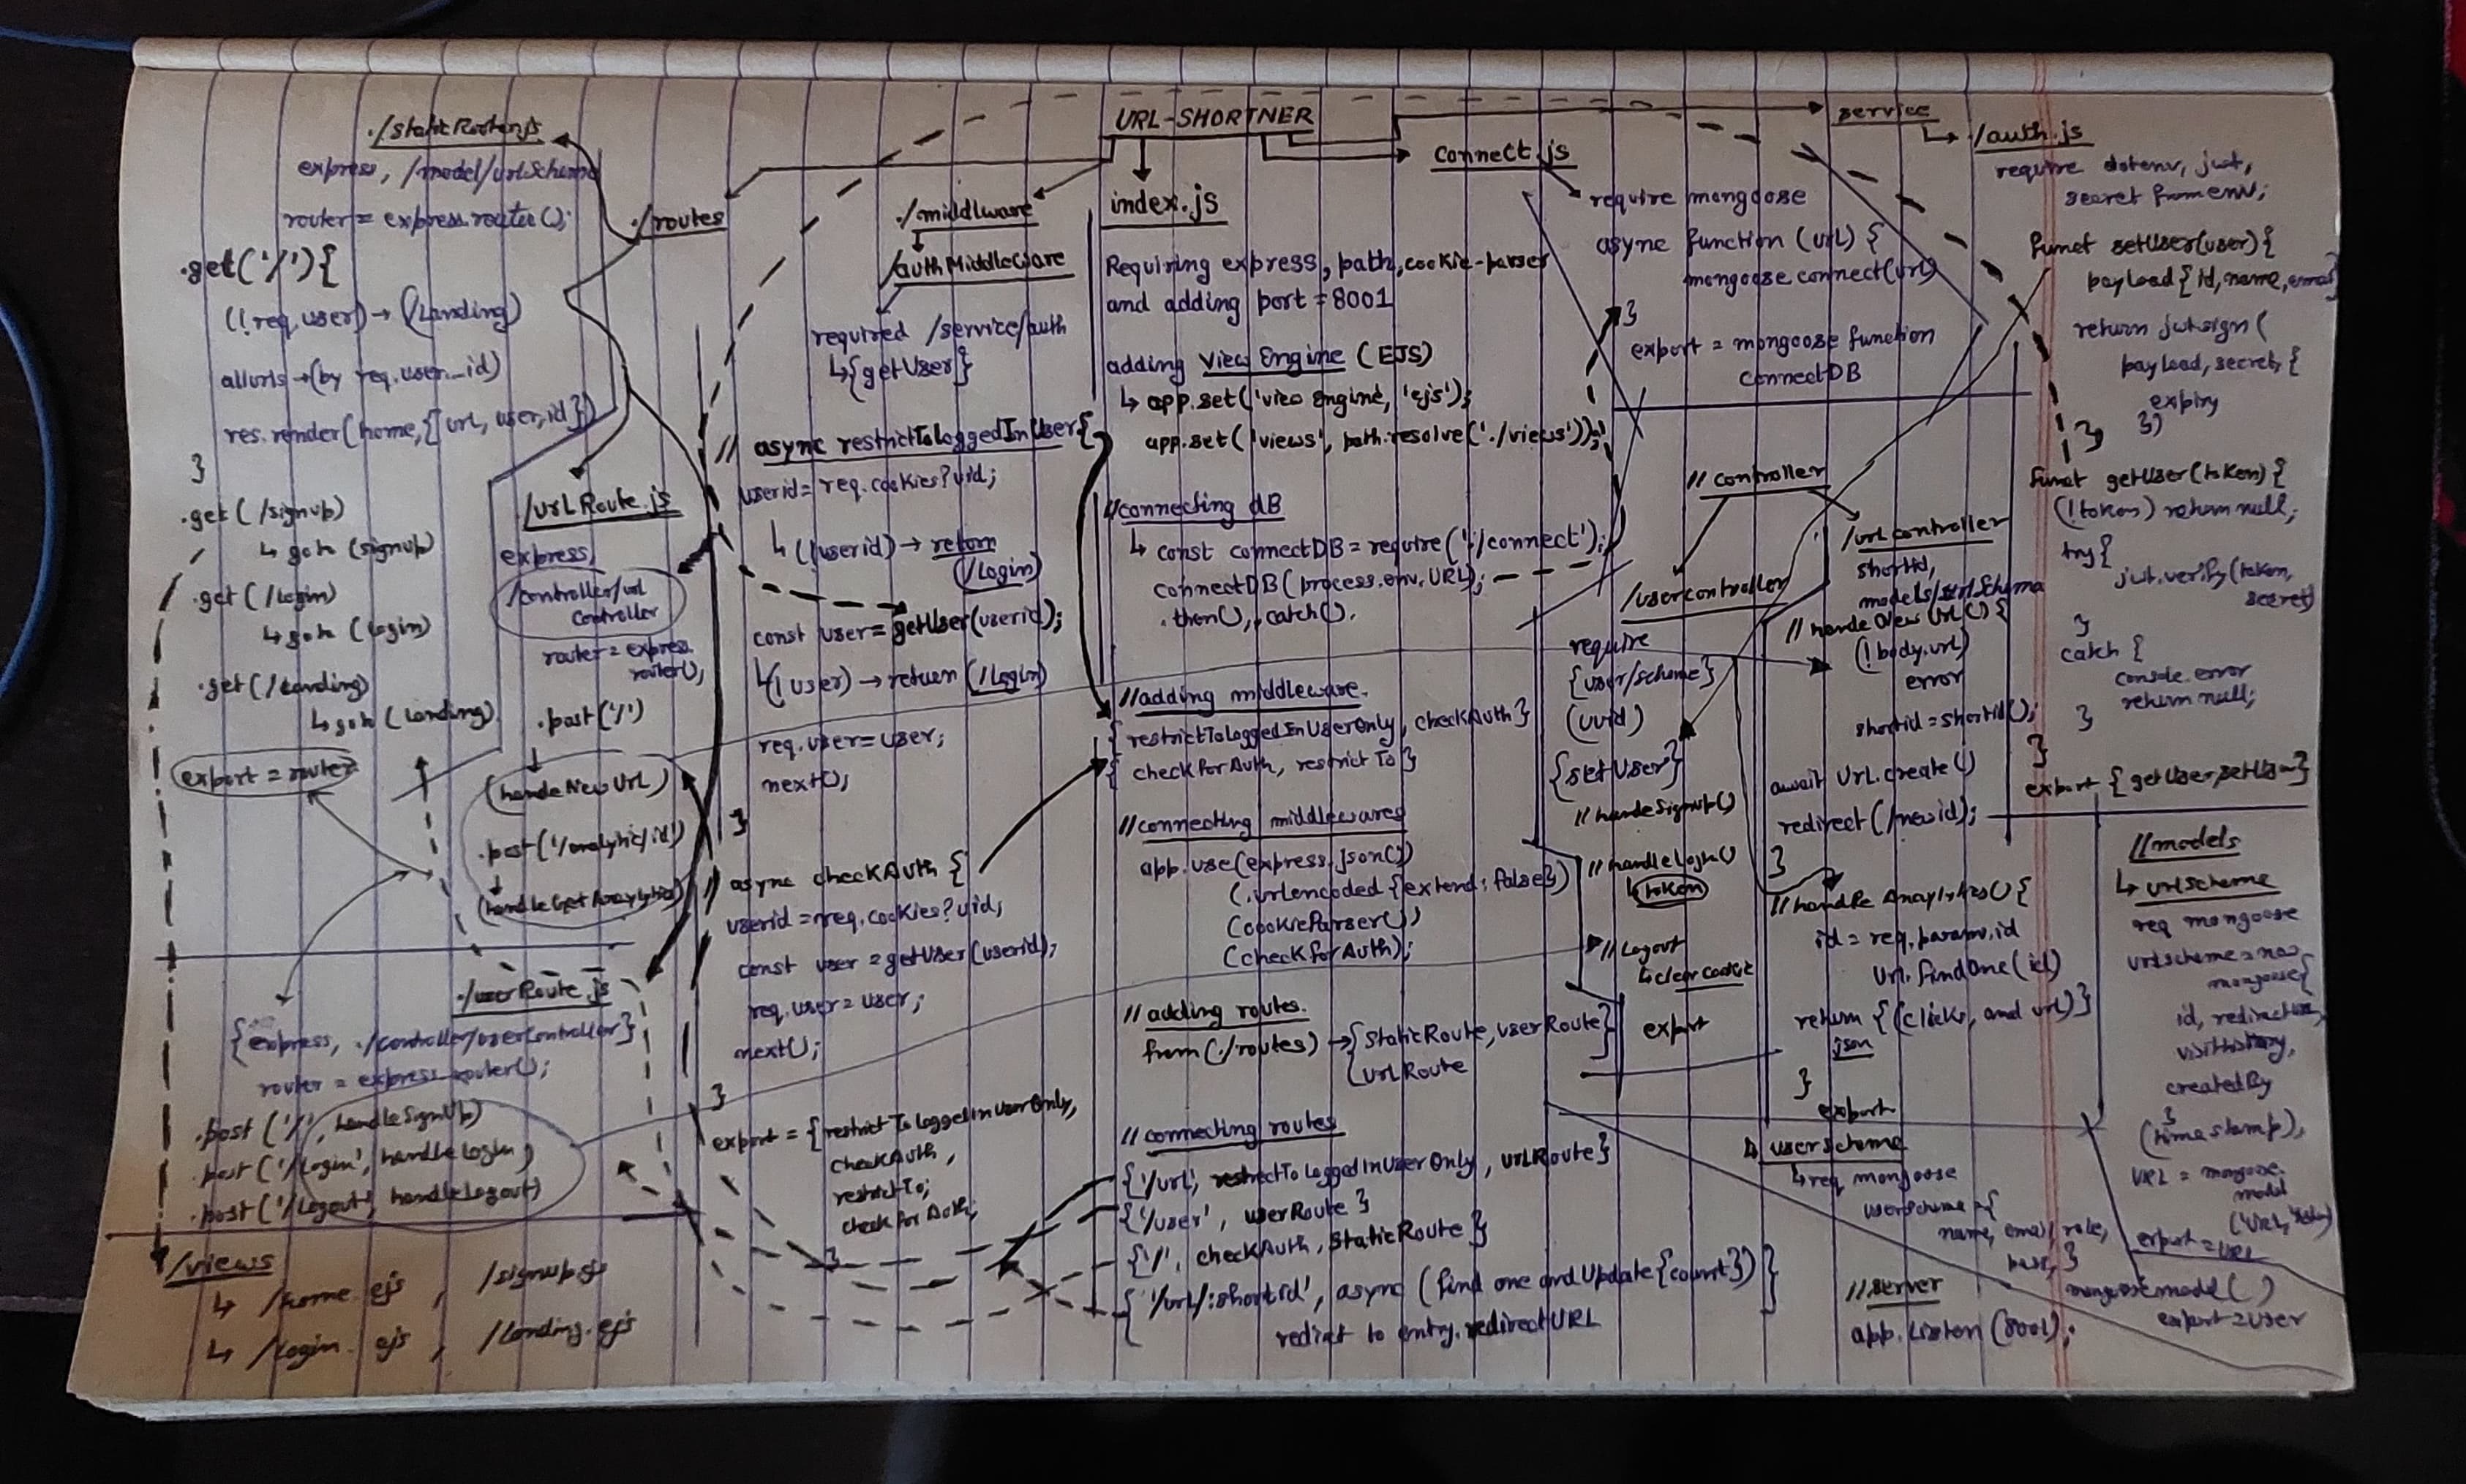 URL-SHORTNER
./staticRouter.js
express, /model/urlSchema
router = express.router();
.get('/'){
(!req.user) → (/Landing)
allurls → (by req.user_id)
res.render(home,{url, user,id})
}
.get( /signup)
↳ goto (signup)
.get( /login)
↳ goto (login)
.get( /Landing)
↳ goto (Landing)
export = router
./routes
./urlRoute.js
express,
/controller/url
controller
router = express.
router();
.post('/')
(handeNewUrl)
.post('/analytic/id')
(handleGetAnaylytics)
./userRoute.js
{express, ./controller/userController}
router = express.router();
.post('/', handleSignUp)
.post('/login', handleLogin)
.post('/logout', handleLogout)
/views
↳ /home.ejs , /signup.ejs
↳ /login.ejs , /landing.ejs
./middlware
/authMiddleware
required /service/auth
↳{getUser}
// async restrictToLoggedInUser{
userid= req.cookies?uid;
↳(!userid) → return
(/login)
const user= getUser(userid);
↳(!user) → return (/Login)
req.user=user;
next();
}
// async checkAuth {
userid=req.cookies?uid;
const user = getUser(userid);
req.user = user;
next();
}
export = {restrictToLoggedInUserOnly,
checkAuth,
restrictTo;
check for Auth;
}
index.js
Requiring express, path, cookie-parser
and adding port = 8001
adding View Engine (EJS)
↳ app.set('view engine, 'ejs');
app.set('views', path.resolve('./views'));
//connecting dB
↳ const connectDB = require('./connect');
connectDB(process.env.URL);
.then(), .catch().
//adding middleware.
{restrictToLoggedInUserOnly, checkAuth}
{ checkForAuth, restrict To }
//connecting middlewares
app.use(express.json())
(.urlencoded {extend: false})
(cookieParser())
(checkForAuth);
// adding routes.
from(./routes) → {StaticRoute, userRoute}
UrlRoute
// connecting routes
{'/url', restrectToLoggedInUserOnly, urlRoute}
{'/user', userRoute}
{'/', checkAuth, StaticRoute}
{ '/url/:shortid', async (find one and Update {count}) }
redirct to entry.redirectURL
connect.js
require mongoose
async function (url) {
mongoose.connect(url)
}
export = mongoose function
connectDB
// controller
/usercontroller
require
{user/scheme}
(uuid)
{setUser}
// handeSignUp()
// handleLogin()
↳ token
// Logout
↳ clear cookie
export
/urlcontroller
shortid,
// hande New Url() {
(!body.url)
error
shortid = shortid();
await Url.create()
redirect(/newid);
}
//handle Anaylytics() {
id = req.params.id
Url.findOne(id)
return {(clicks, and url)}
json
}
export
service
↳ ./auth.js
require dotenv, jwt,
secret from env;
funct setUser(user){
payload{id,name,email}
return jwt.sign(
payload, secret, {
expiry
})
},
funct getUser(token) {
(!token) return null;
try{
jwt.verify(token,
secret)
}
catch {
console.error
return null;
}
}
export {getUser,setUser}
//models
↳ urlscheme
req mongoose
urlscheme = new
mongoose{
id, redirectURL,
visitHistory,
createdBy
}
(timestamp),
URL = mongoose.
model
export = URL
↳ userscheme
↳ req mongoose
userscheme={
name, email, role,
pass, }
mongoose.model( )
export = user
// server
app.listen (8001);